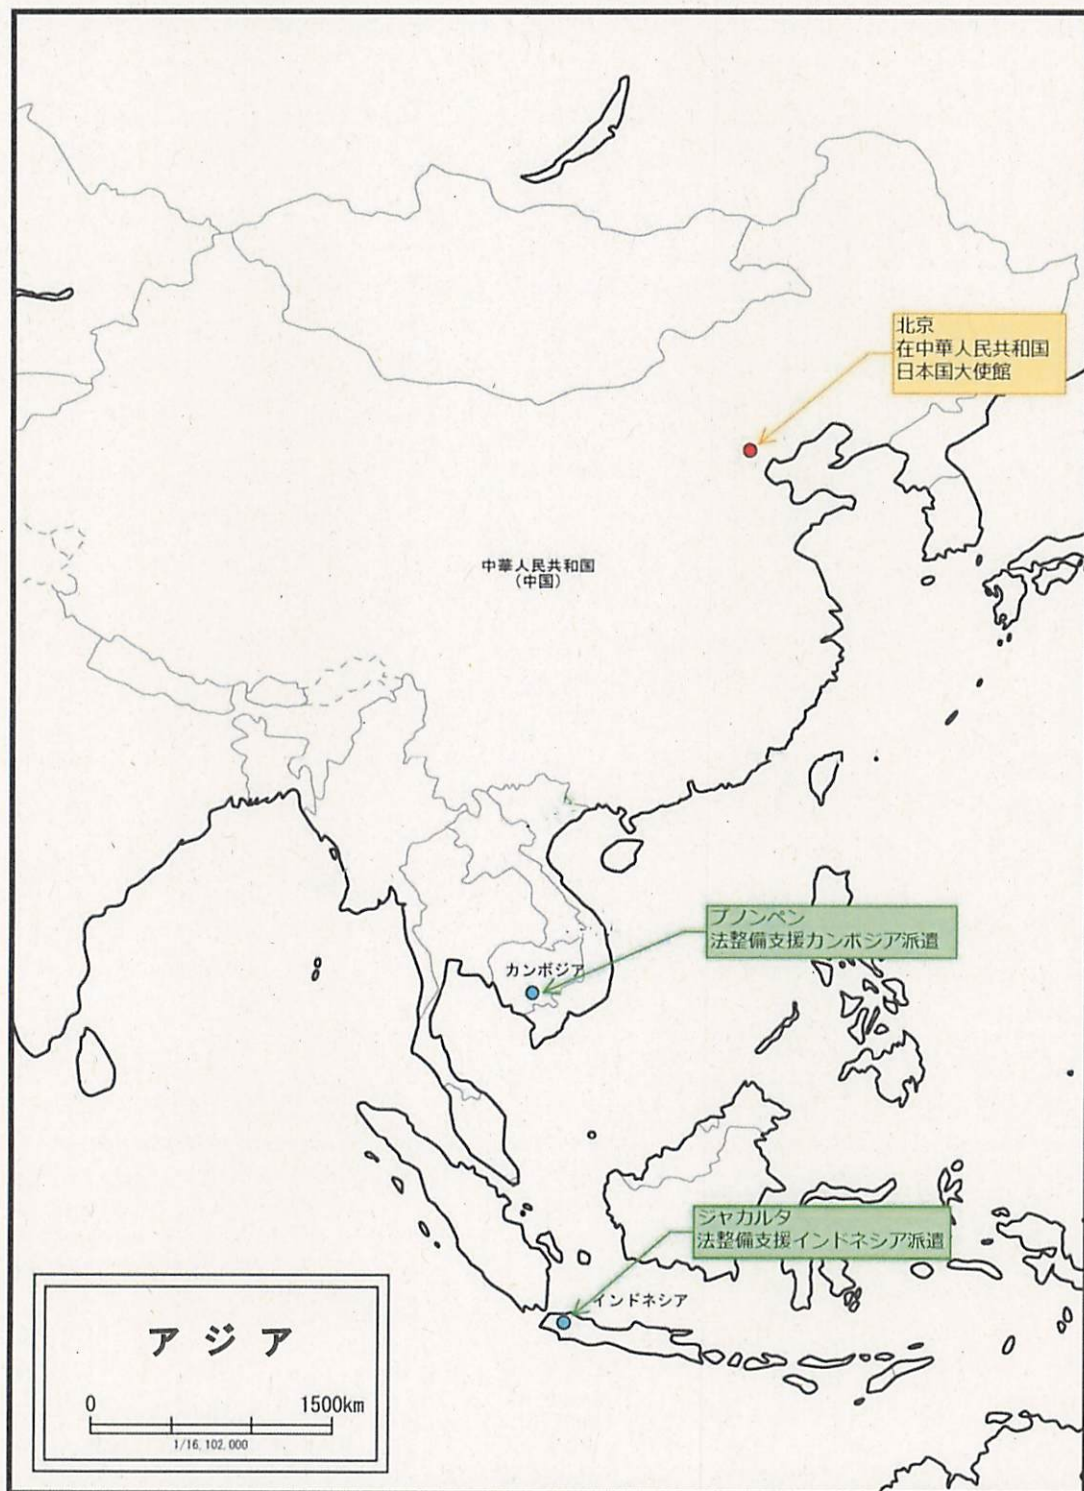 北京
在中華人民共和国
日本国大使館
中華人民共和国
(中国)
プノンペン
法整備支援カンボジア派遣
カンボジア
ジャカルタ
法整備支援インドネシア派遣
インドネシア
アジア
0 1500km
1/16,102,000